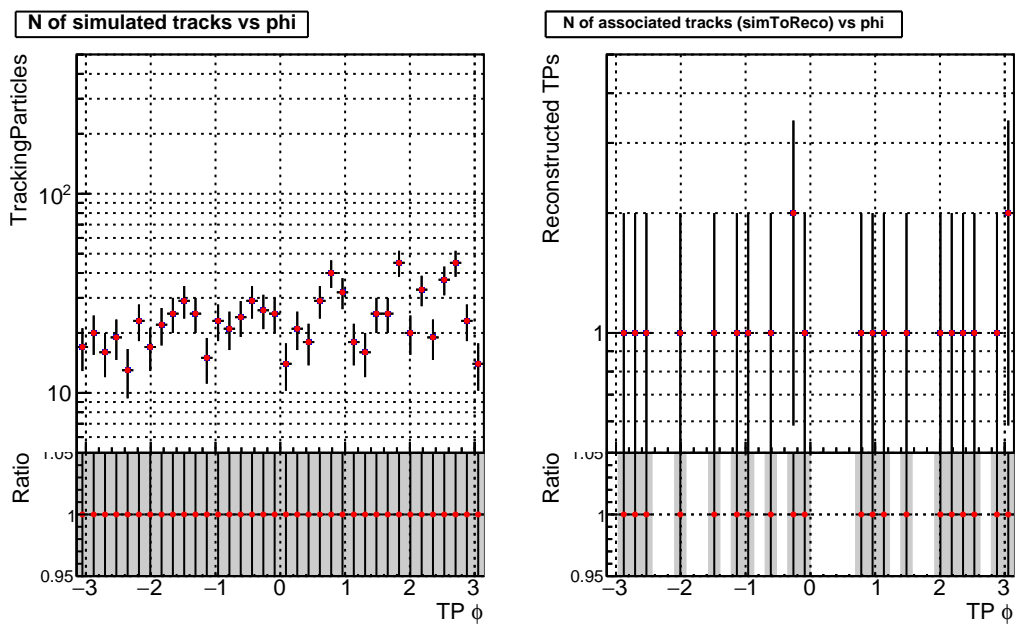 N of simulated tracks vs phi
TrackingParticles
10²
10
Ratio
1.05
1
0.95
−3 −2 −1 0 1 2 3
TP ϕ
N of associated tracks (simToReco) vs phi
Reconstructed TPs
1
Ratio
1.05
1
0.95
−3 −2 −1 0 1 2 3
TP ϕ